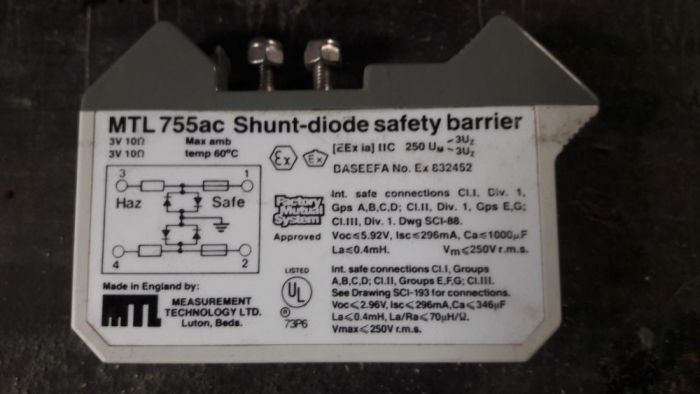 MTL 755ac Shunt-diode safety barrier
3V 10Ω Max amb
3V 10Ω temp 60°C
Ex
Ex
[EEx ia] IIC 250 UM ~3Uz
~3Uz
BASEEFA No. Ex 832452
3 1
Haz Safe
4 2
Factory
Mutual
System
Approved
Int. safe connections Cl.I, Div. 1,
Gps A,B,C,D; Cl.II, Div. 1, Gps E,G;
Cl.III, Div. 1. Dwg SCI-88.
Voc≤5.92V, Isc≤296mA, Ca≤1000μF
La≤0.4mH. Vm≤250V r.m.s.
LISTED
UL
®
73P6
Int. safe connections Cl.I, Groups
A,B,C,D; Cl.II, Groups E,F,G; Cl.III.
See Drawing SCI-193 for connections.
Voc≤2.96V, Isc≤296mA, Ca≤346μF
La≤0.4mH, La/Ra≤70μH/Ω.
Vmax≤250V r.m.s.
Made in England by:
MTL
MEASUREMENT
TECHNOLOGY LTD.
Luton, Beds.